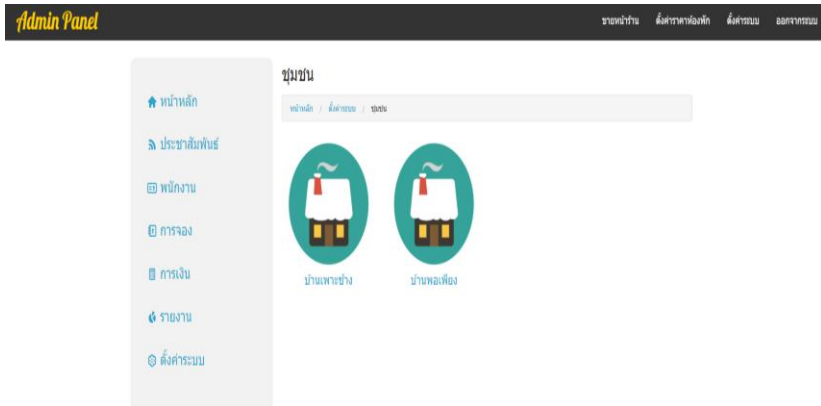 Admin Panel
ขายหน้าร้าน ตั้งค่าราคาห้องพัก ตั้งค่าระบบ ออกจากระบบ
หน้าหลัก
ประชาสัมพันธ์
พนักงาน
การจอง
การเงิน
รายงาน
ตั้งค่าระบบ
ชุมชน
หน้าหลัก / ตั้งค่าระบบ / ชุมชน
บ้านเพาะช่าง
บ้านพอเพียง